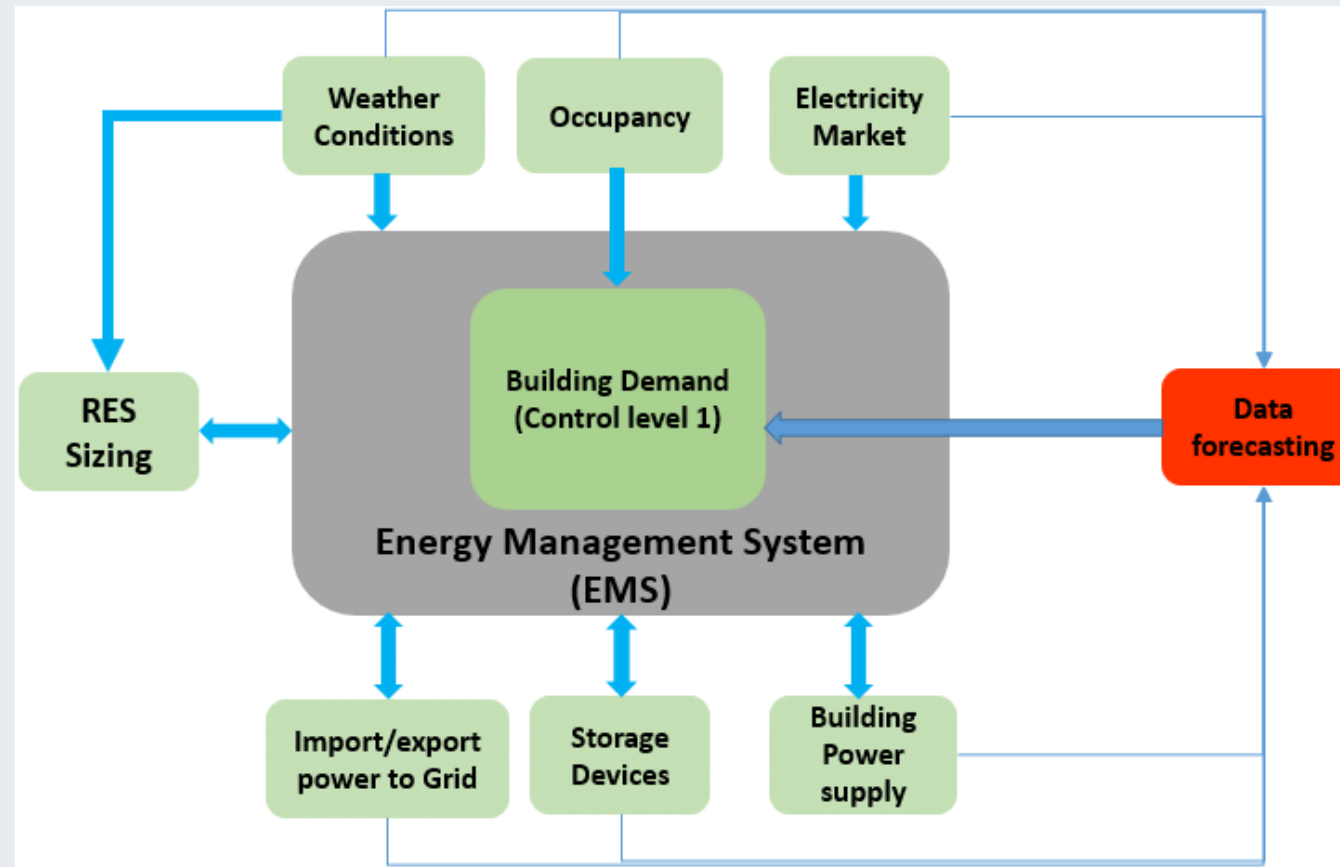 Weather
Conditions
Occupancy
Electricity
Market
RES
Sizing
Building Demand
(Control level 1)
Data
forecasting
Energy Management System
(EMS)
Import/export
power to Grid
Storage
Devices
Building
Power
supply